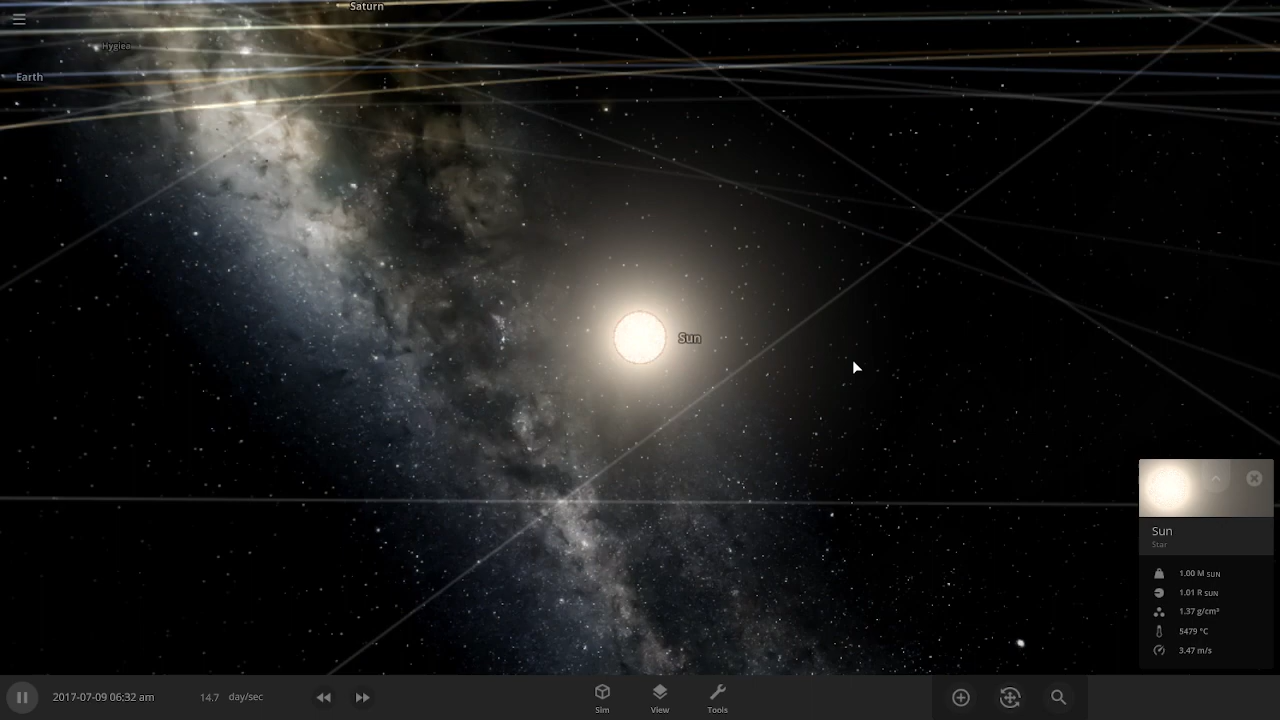 Saturn
Hygiea
Earth
Sun
Sun
Star
1.00 M SUN
1.01 R SUN
1.37 g/cm³
5479 °C
3.47 m/s
2017-07-09 06:32 am
14.7 day/sec
Sim
View
Tools